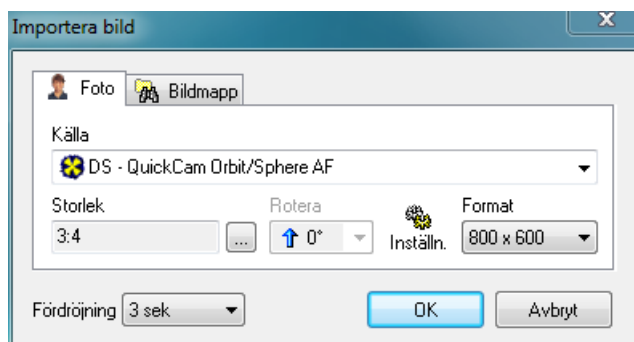 Importera bild
Foto Bildmapp
Källa
DS - QuickCam Orbit/Sphere AF
Storlek Rotera Format
3:4 ... 0° Inställn. 800 x 600
Fördröjning 3 sek OK Avbryt